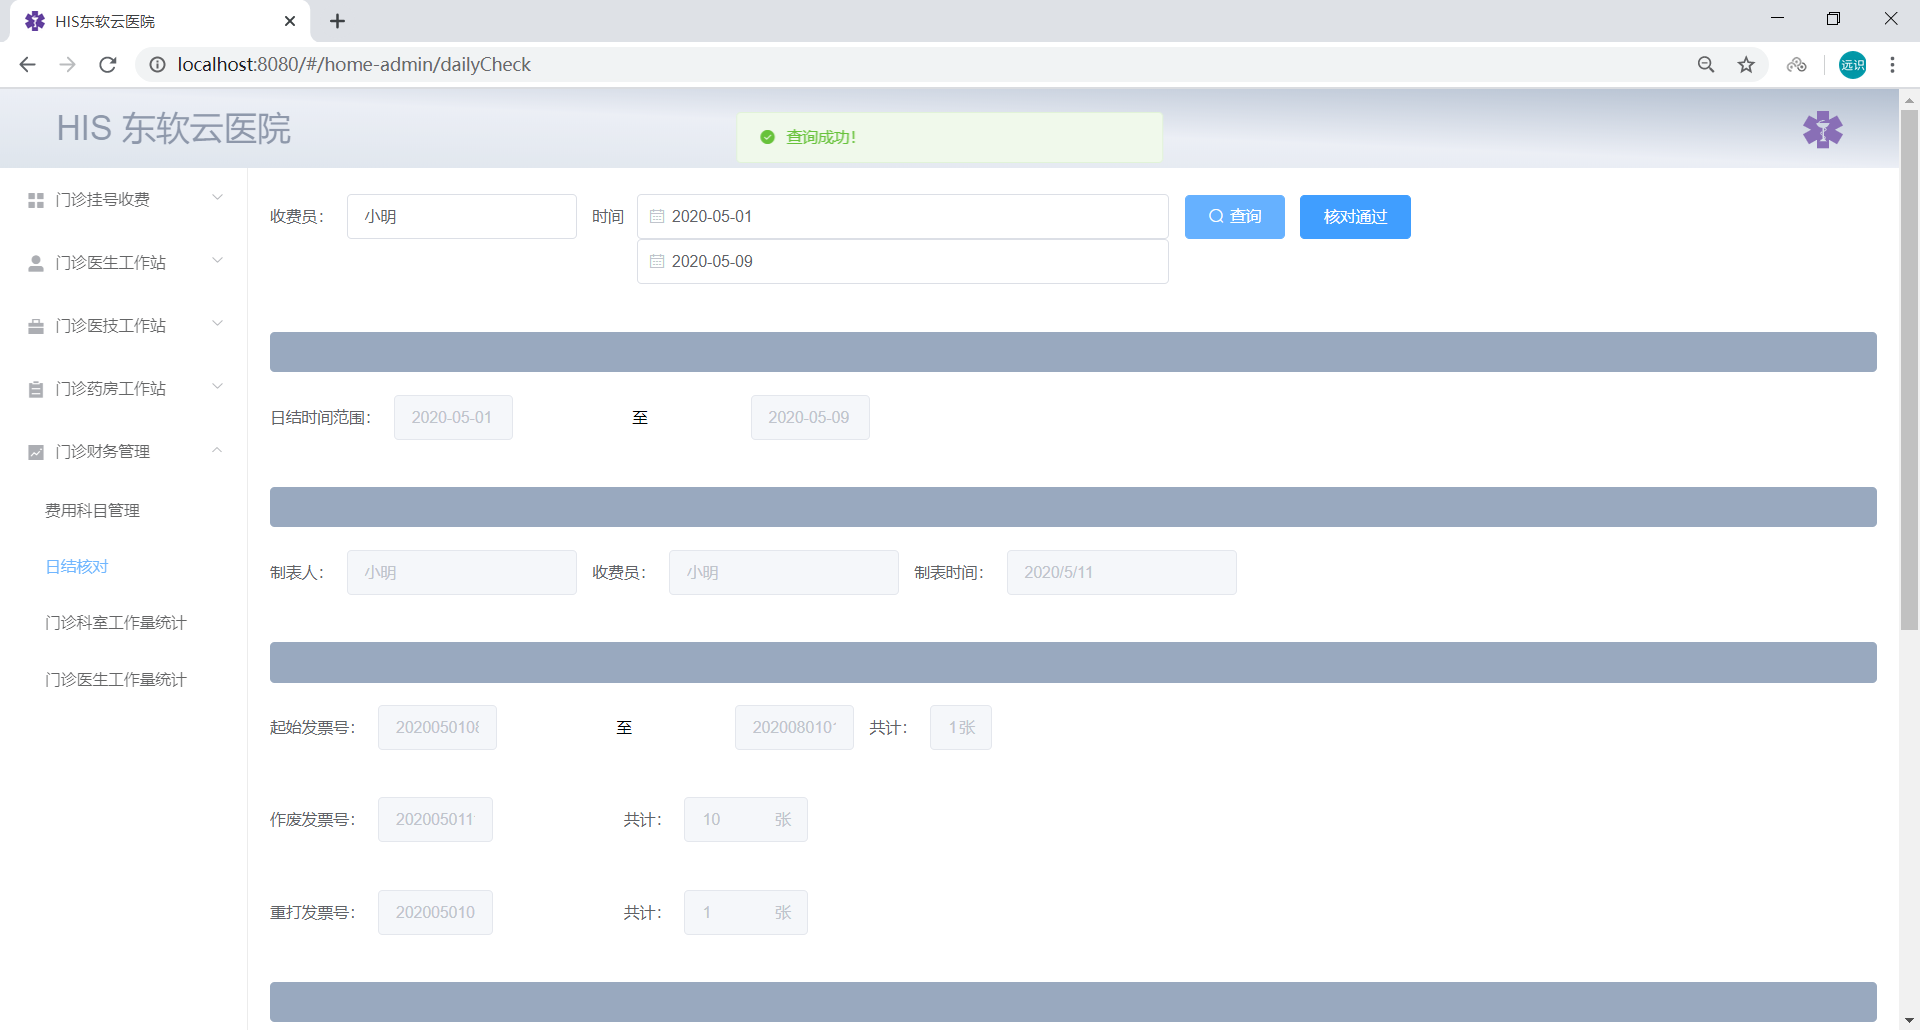 HIS东软云医院
localhost:8080/#/home-admin/dailyCheck
远识
HIS 东软云医院
查询成功!
门诊挂号收费
门诊医生工作站
门诊医技工作站
门诊药房工作站
门诊财务管理
费用科目管理
日结核对
门诊科室工作量统计
门诊医生工作量统计
收费员: 小明 时间 2020-05-01 查询 核对通过
2020-05-09
日结时间范围: 2020-05-01 至 2020-05-09
制表人: 小明 收费员: 小明 制表时间: 2020/5/11
起始发票号: 202005010 至 202008010 共计: 1张
作废发票号: 202005011 共计: 10 张
重打发票号: 202005010 共计: 1 张